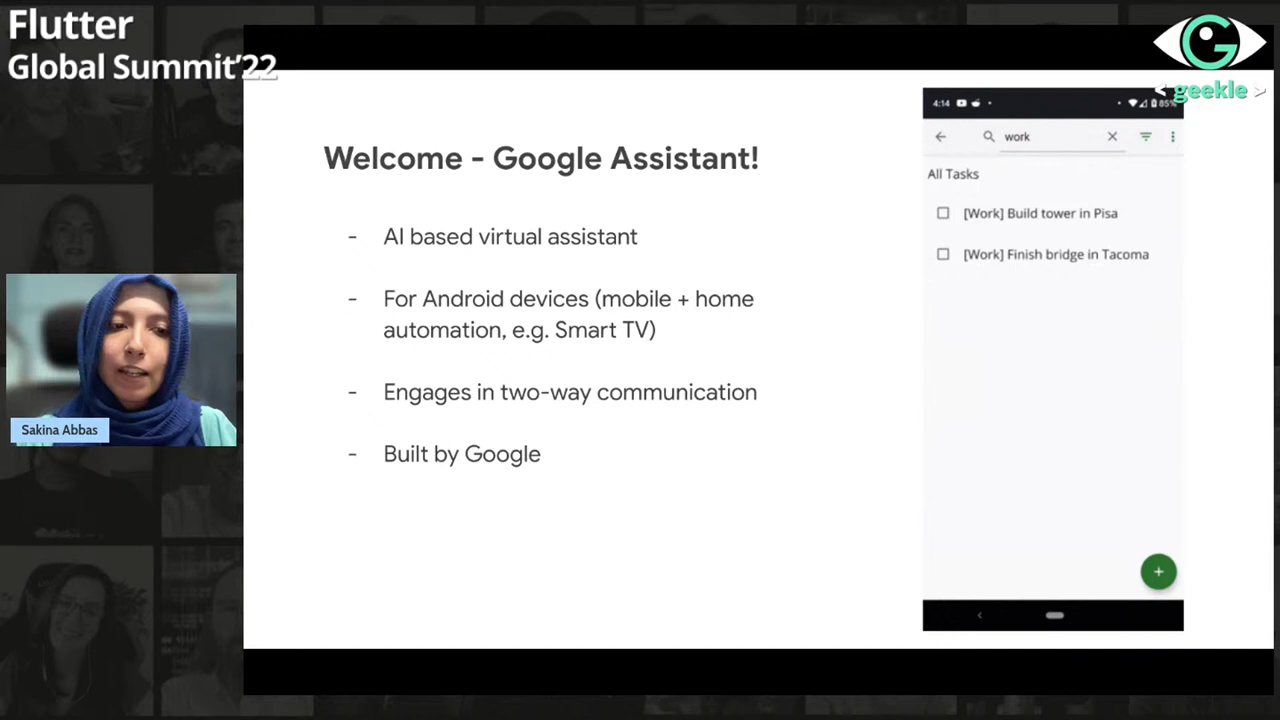 Flutter
Global Summit'22
< geekle >
Welcome - Google Assistant!
- AI based virtual assistant
- For Android devices (mobile + home
automation, e.g. Smart TV)
- Engages in two-way communication
- Built by Google
4:14
85%
work
All Tasks
[Work] Build tower in Pisa
[Work] Finish bridge in Tacoma
+
Sakina Abbas